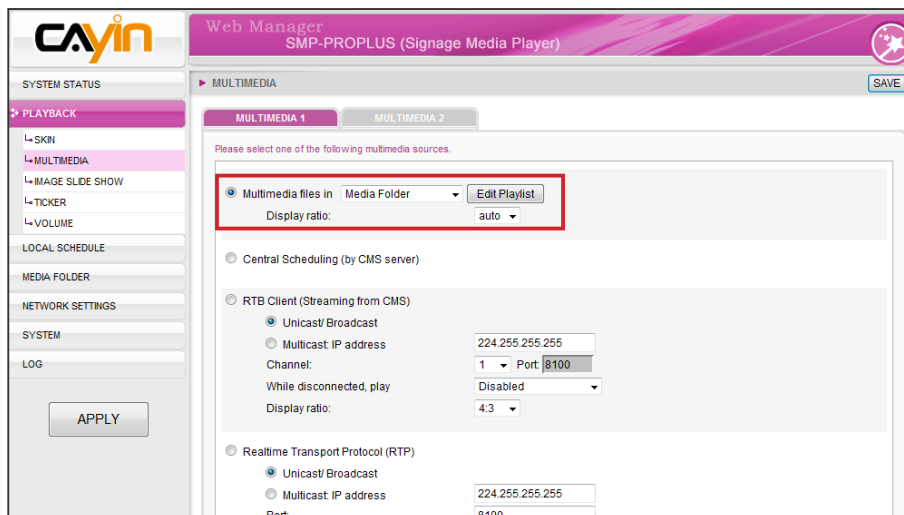 CAYIN
Web Manager
SMP-PROPLUS (Signage Media Player)
SYSTEM STATUS
PLAYBACK
SKIN
MULTIMEDIA
IMAGE SLIDE SHOW
TICKER
VOLUME
LOCAL SCHEDULE
MEDIA FOLDER
NETWORK SETTINGS
SYSTEM
LOG
APPLY
MULTIMEDIA
SAVE
MULTIMEDIA 1 MULTIMEDIA 2
Please select one of the following multimedia sources.
Multimedia files in Media Folder Edit Playlist
Display ratio: auto
Central Scheduling (by CMS server)
RTB Client (Streaming from CMS)
Unicast/ Broadcast
Multicast: IP address 224.255.255.255
Channel: 1 Port: 8100
While disconnected, play Disabled
Display ratio: 4:3
Realtime Transport Protocol (RTP)
Unicast/ Broadcast
Multicast: IP address 224.255.255.255
Port: 8100